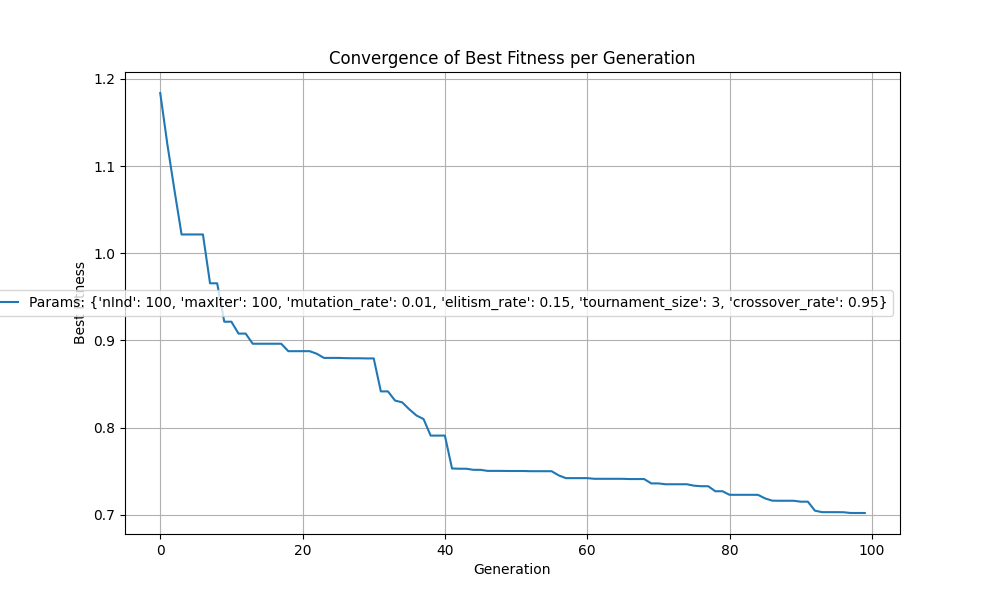 Convergence of Best Fitness per Generation
1.2
1.1
1.0
0.9
0.8
0.7
Best Fitness
Params: {'nInd': 100, 'maxIter': 100, 'mutation_rate': 0.01, 'elitism_rate': 0.15, 'tournament_size': 3, 'crossover_rate': 0.95}
0 20 40 60 80 100
Generation